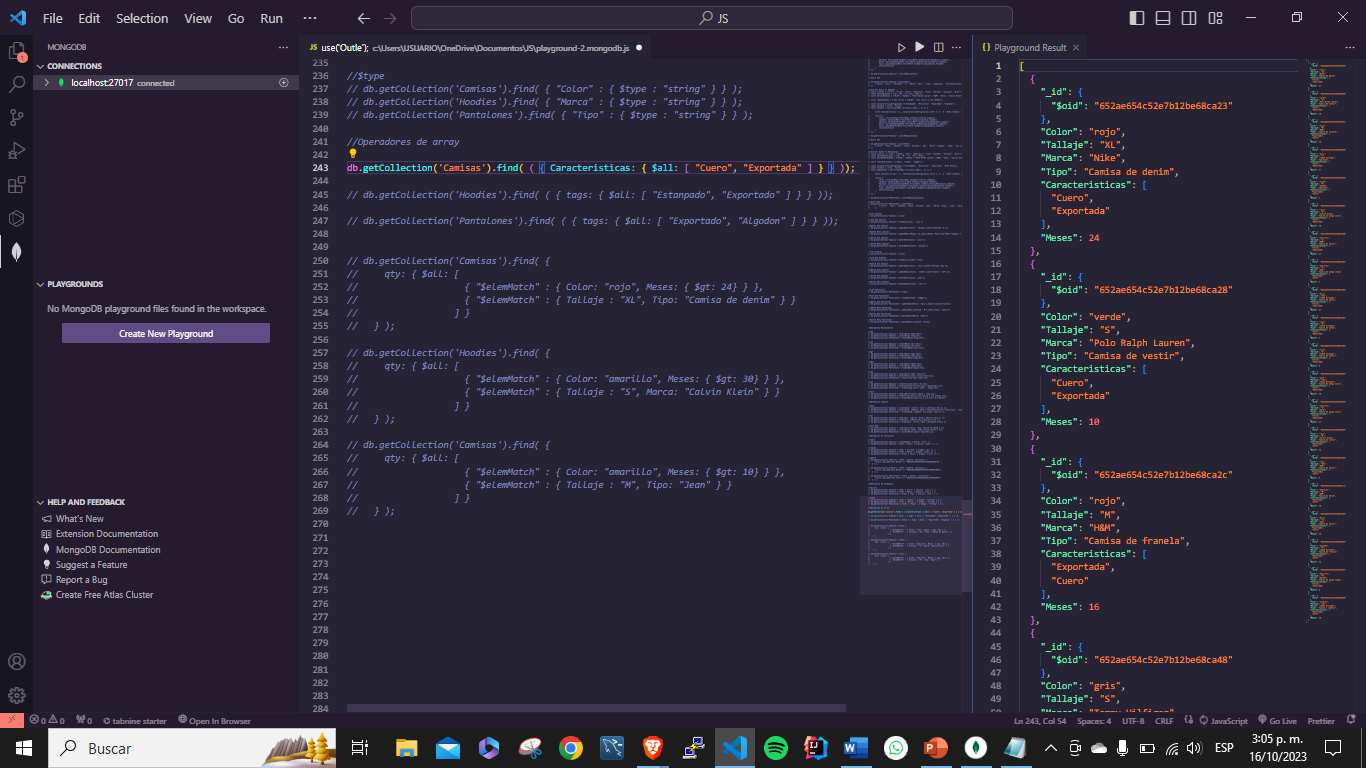 File Edit Selection View Go Run ···
JS
MONGODB
CONNECTIONS
localhost:27017 connected
PLAYGROUNDS
No MongoDB playground files found in the workspace.
Create New Playground
HELP AND FEEDBACK
What's New
Extension Documentation
MongoDB Documentation
Suggest a Feature
Report a Bug
Create Free Atlas Cluster
JS use('Outle'); c:\Users\USUARIO\OneDrive\Documentos\JS\playground-2.mongodb.js
235
236 //$type
237 // db.getCollection('Camisas').find( { "Color" : { $type : "string" } } );
238 // db.getCollection('Hoodies').find( { "Marca" : { $type : "string" } } );
239 // db.getCollection('Pantalones').find( { "Tipo" : { $type : "string" } } );
240
241 //Operadores de array
242
243 db.getCollection('Camisas').find( ( { Caracteristicas: { $all: [ "Cuero", "Exportada" ] } } ));
244
245 // db.getCollection('Hoodies').find( ( { tags: { $all: [ "Estanpado", "Exportado" ] } } ));
246
247 // db.getCollection('Pantalones').find( ( { tags: { $all: [ "Exportado", "Algodon" ] } } ));
248
249
250 // db.getCollection('Camisas').find( {
251 //     qty: { $all: [
252 //                    { "$elemMatch" : { Color: "rojo", Meses: { $gt: 24} } },
253 //                    { "$elemMatch" : { Tallaje : "XL", Tipo: "Camisa de denim" } }
254 //                  ] }
255 //   } );
256
257 // db.getCollection('Hoodies').find( {
258 //     qty: { $all: [
259 //                    { "$elemMatch" : { Color: "amarillo", Meses: { $gt: 30} } },
260 //                    { "$elemMatch" : { Tallaje : "S", Marca: "Calvin Klein" } }
261 //                  ] }
262 //   } );
263
264 // db.getCollection('Camisas').find( {
265 //     qty: { $all: [
266 //                    { "$elemMatch" : { Color: "amarillo", Meses: { $gt: 10} } },
267 //                    { "$elemMatch" : { Tallaje : "M", Tipo: "Jean" } }
268 //                  ] }
269 //   } );
270
271
272
273
274
275
276
277
278
279
280
281
282
283
284
{} Playground Result
1 [
2 {
3 "_id": {
4 "$oid": "652ae654c52e7b12be68ca23"
5 },
6 "Color": "rojo",
7 "Tallaje": "XL",
8 "Marca": "Nike",
9 "Tipo": "Camisa de denim",
10 "Caracteristicas": [
11 "Cuero",
12 "Exportada"
13 ],
14 "Meses": 24
15 },
16 {
17 "_id": {
18 "$oid": "652ae654c52e7b12be68ca28"
19 },
20 "Color": "verde",
21 "Tallaje": "S",
22 "Marca": "Polo Ralph Lauren",
23 "Tipo": "Camisa de vestir",
24 "Caracteristicas": [
25 "Cuero",
26 "Exportada"
27 ],
28 "Meses": 10
29 },
30 {
31 "_id": {
32 "$oid": "652ae654c52e7b12be68ca2c"
33 },
34 "Color": "rojo",
35 "Tallaje": "M",
36 "Marca": "H&M",
37 "Tipo": "Camisa de franela",
38 "Caracteristicas": [
39 "Exportada",
40 "Cuero"
41 ],
42 "Meses": 16
43 },
44 {
45 "_id": {
46 "$oid": "652ae654c52e7b12be68ca48"
47 },
48 "Color": "gris",
49 "Tallaje": "S",
0 0 0 tabnine starter Open In Browser
Ln 243, Col 54 Spaces: 4 UTF-8 CRLF JavaScript Go Live Prettier
Buscar
ESP
3:05 p. m.
16/10/2023